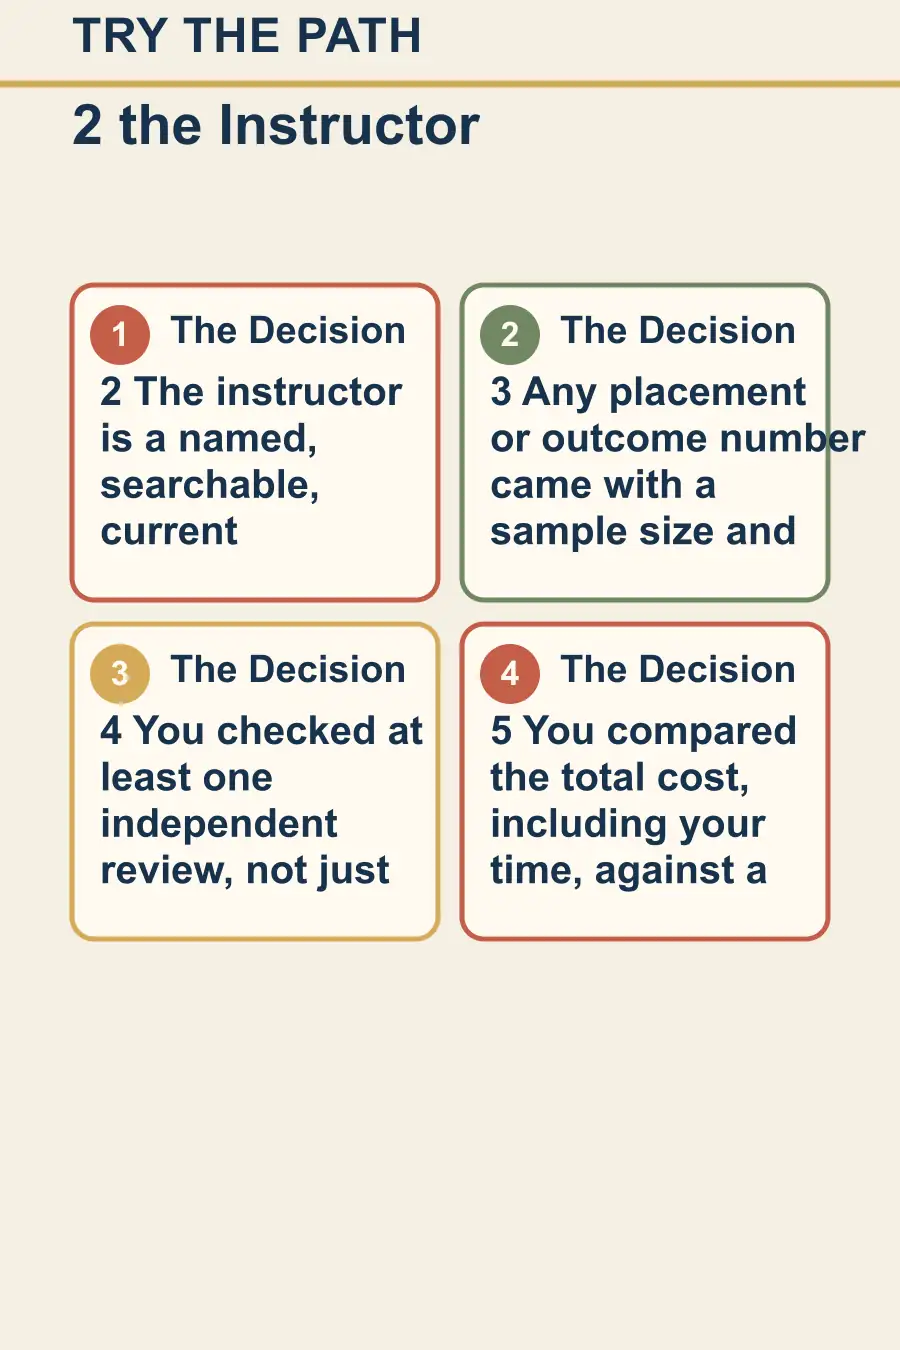 TRY THE PATH
2 the Instructor
1 The Decision
2 The instructor
is a named,
searchable,
current
2 The Decision
3 Any placement
or outcome number
came with a
sample size and
3 The Decision
4 You checked at
least one
independent
review, not just
4 The Decision
5 You compared
the total cost,
including your
time, against a